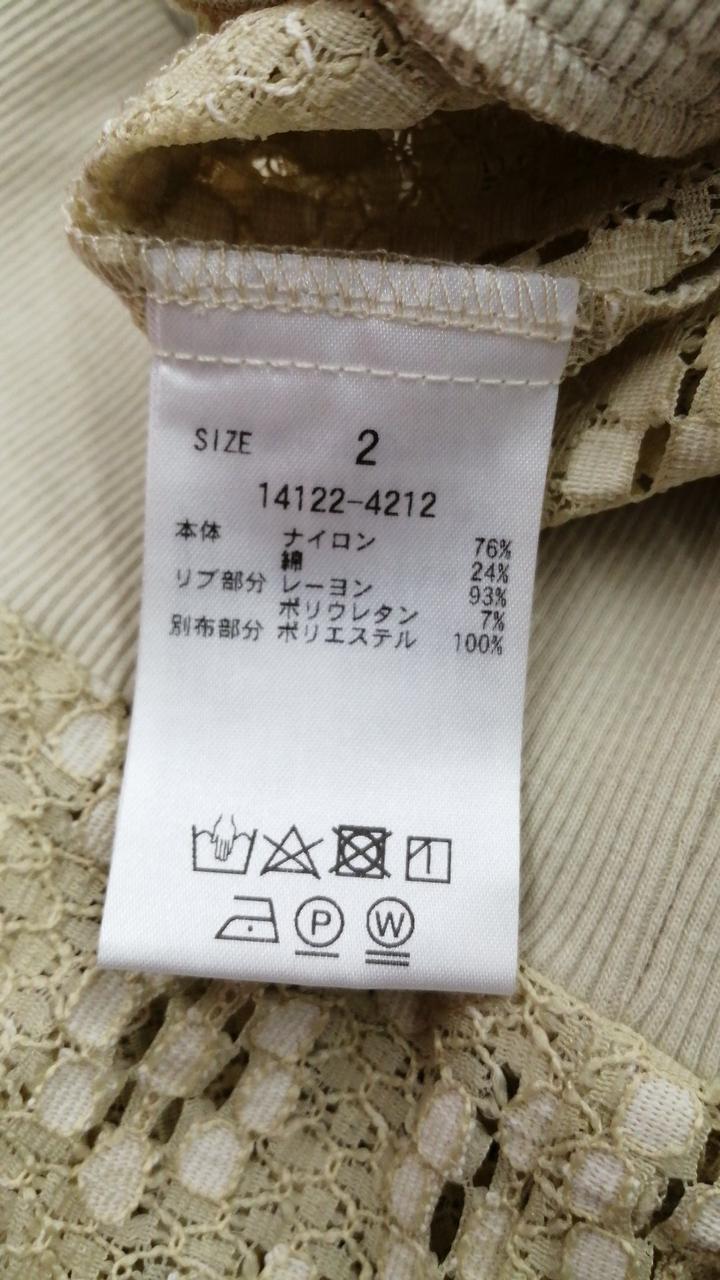 SIZE 2
14122-4212
本体 ナイロン 76%
綿 24%
リブ部分 レーヨン 93%
ポリウレタン 7%
別布部分 ポリエステル 100%
P W